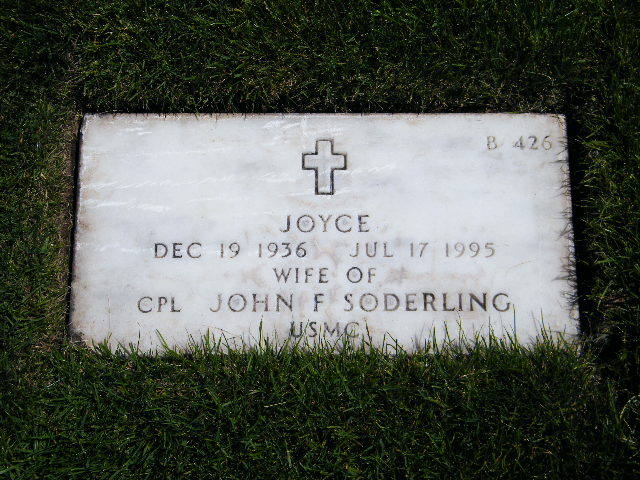 B 426
JOYCE
DEC 19 1936 JUL 17 1995
WIFE OF
CPL JOHN F SODERLING
USMC